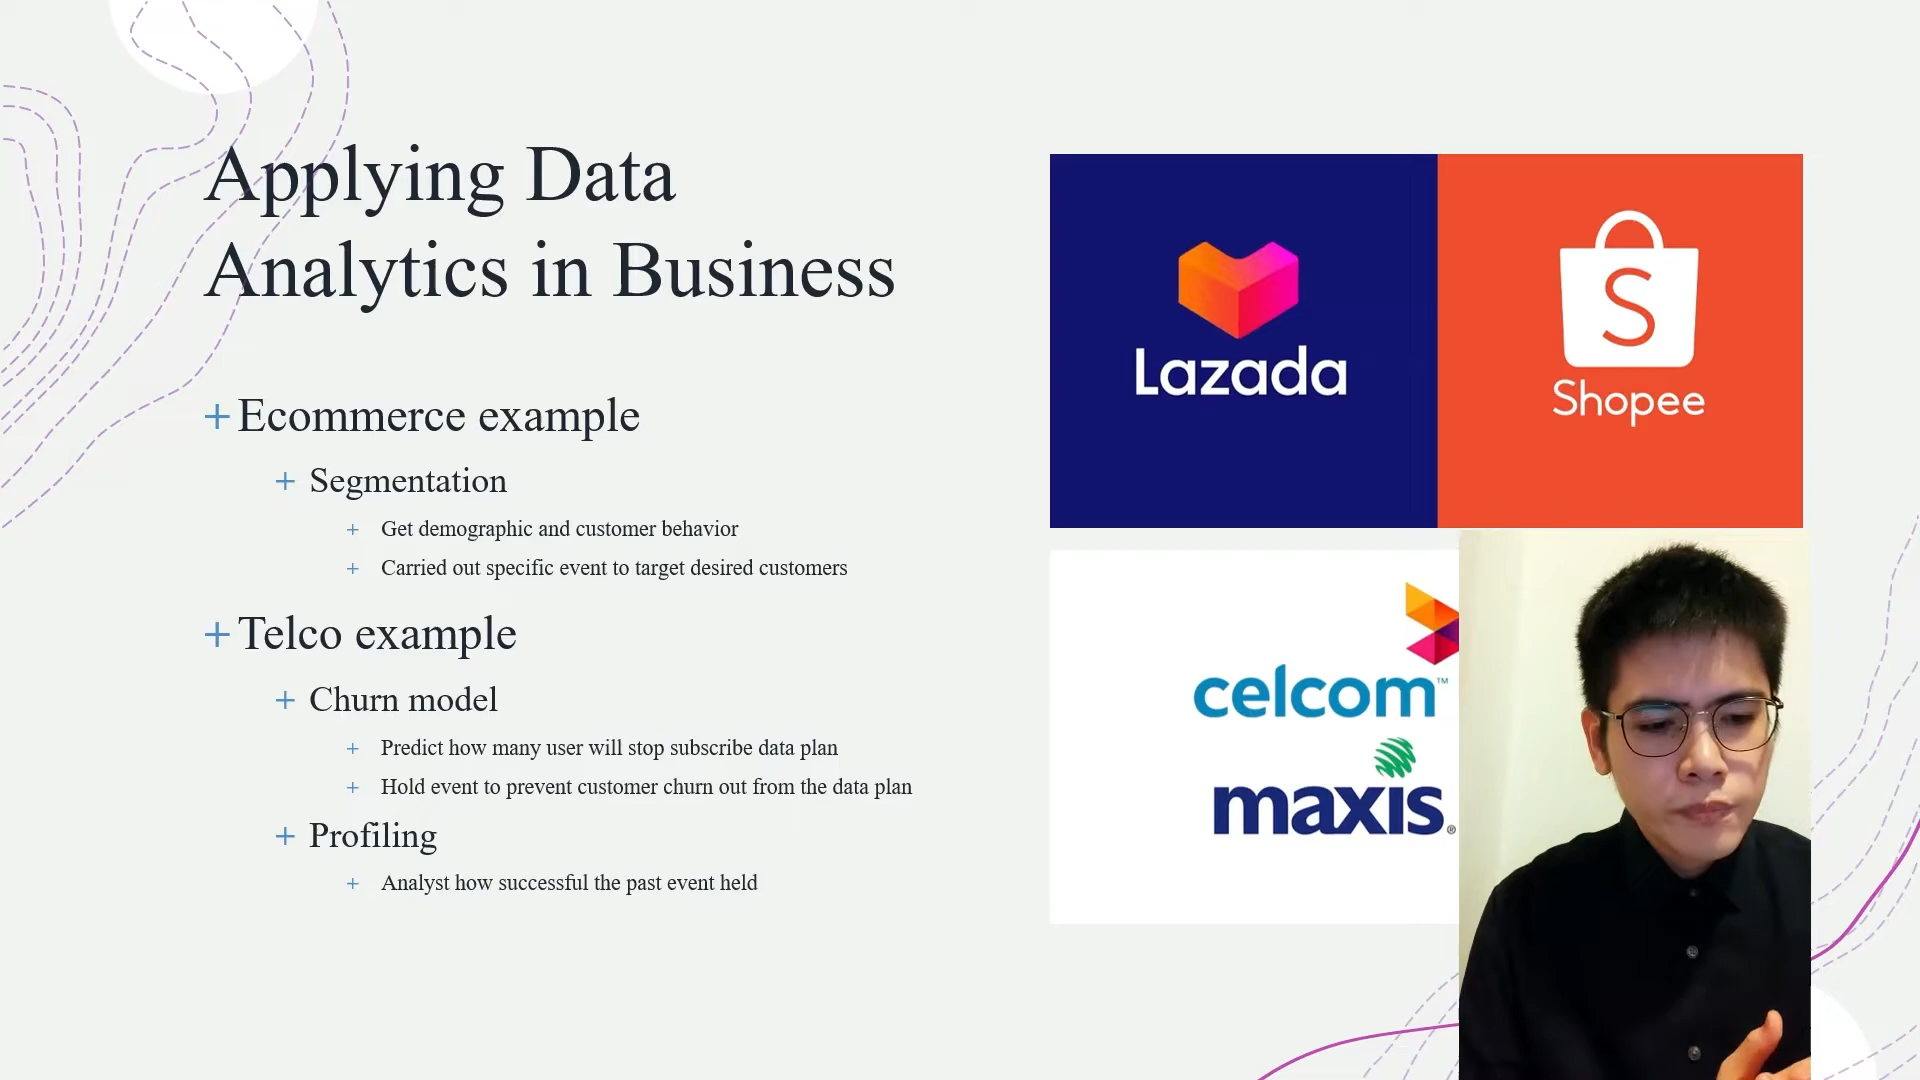 Applying Data
Analytics in Business
+ Ecommerce example
+ Segmentation
+ Get demographic and customer behavior
+ Carried out specific event to target desired customers
+ Telco example
+ Churn model
+ Predict how many user will stop subscribe data plan
+ Hold event to prevent customer churn out from the data plan
+ Profiling
+ Analyst how successful the past event held
Lazada
S
Shopee
celcom™
maxis®